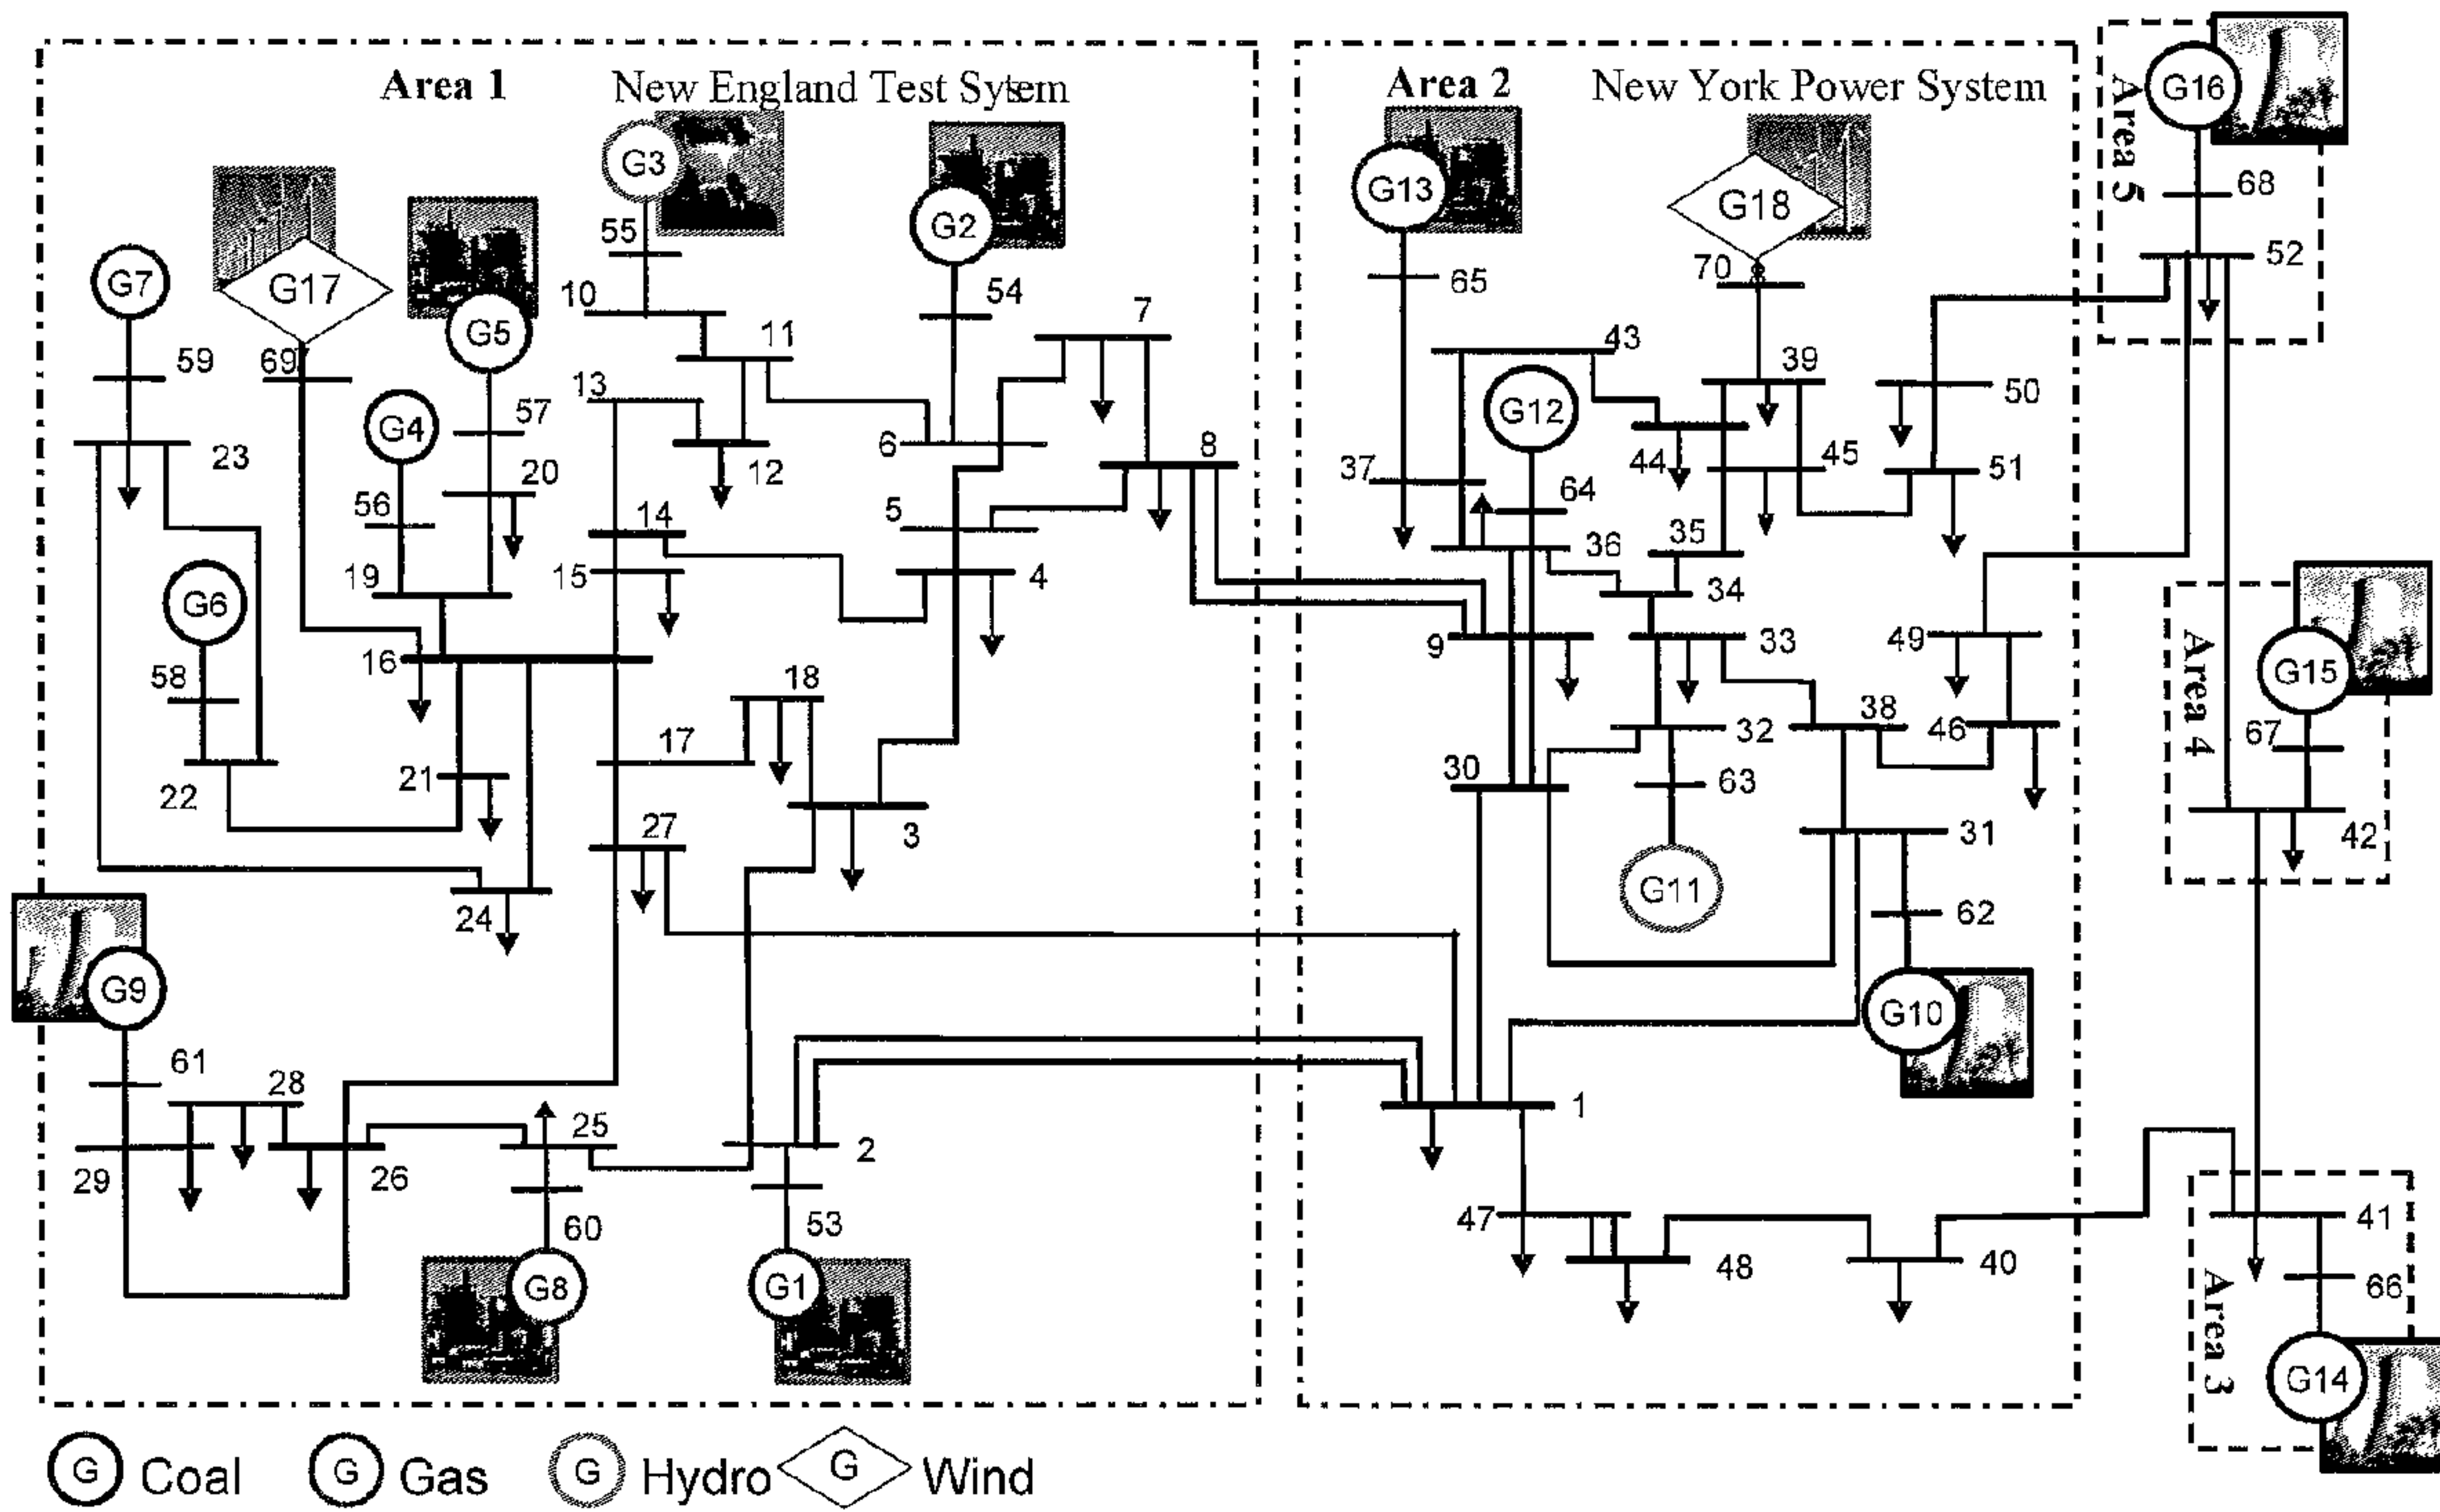 Area 1 New England Test Sytsem
Area 2 New York Power System
Area 5
G16
68
52
G3
55
10
G2
54
G13
65
G18
70
G7
59
23
G17
69
G5
57
20
G4
56
19
11
13
12
7
6
8
5
14
15
4
43
G12
64
39
50
37
44
45
51
36
35
34
9
33
49
G6
58
16
22
21
18
17
3
27
24
32
38
46
30
63
31
G11
62
G10
Area 4
G15
67
42
G9
61
28
29
26
25
60
G8
2
53
G1
1
47
48
40
41
66
Area 3
G14
G Coal G Gas G Hydro G Wind